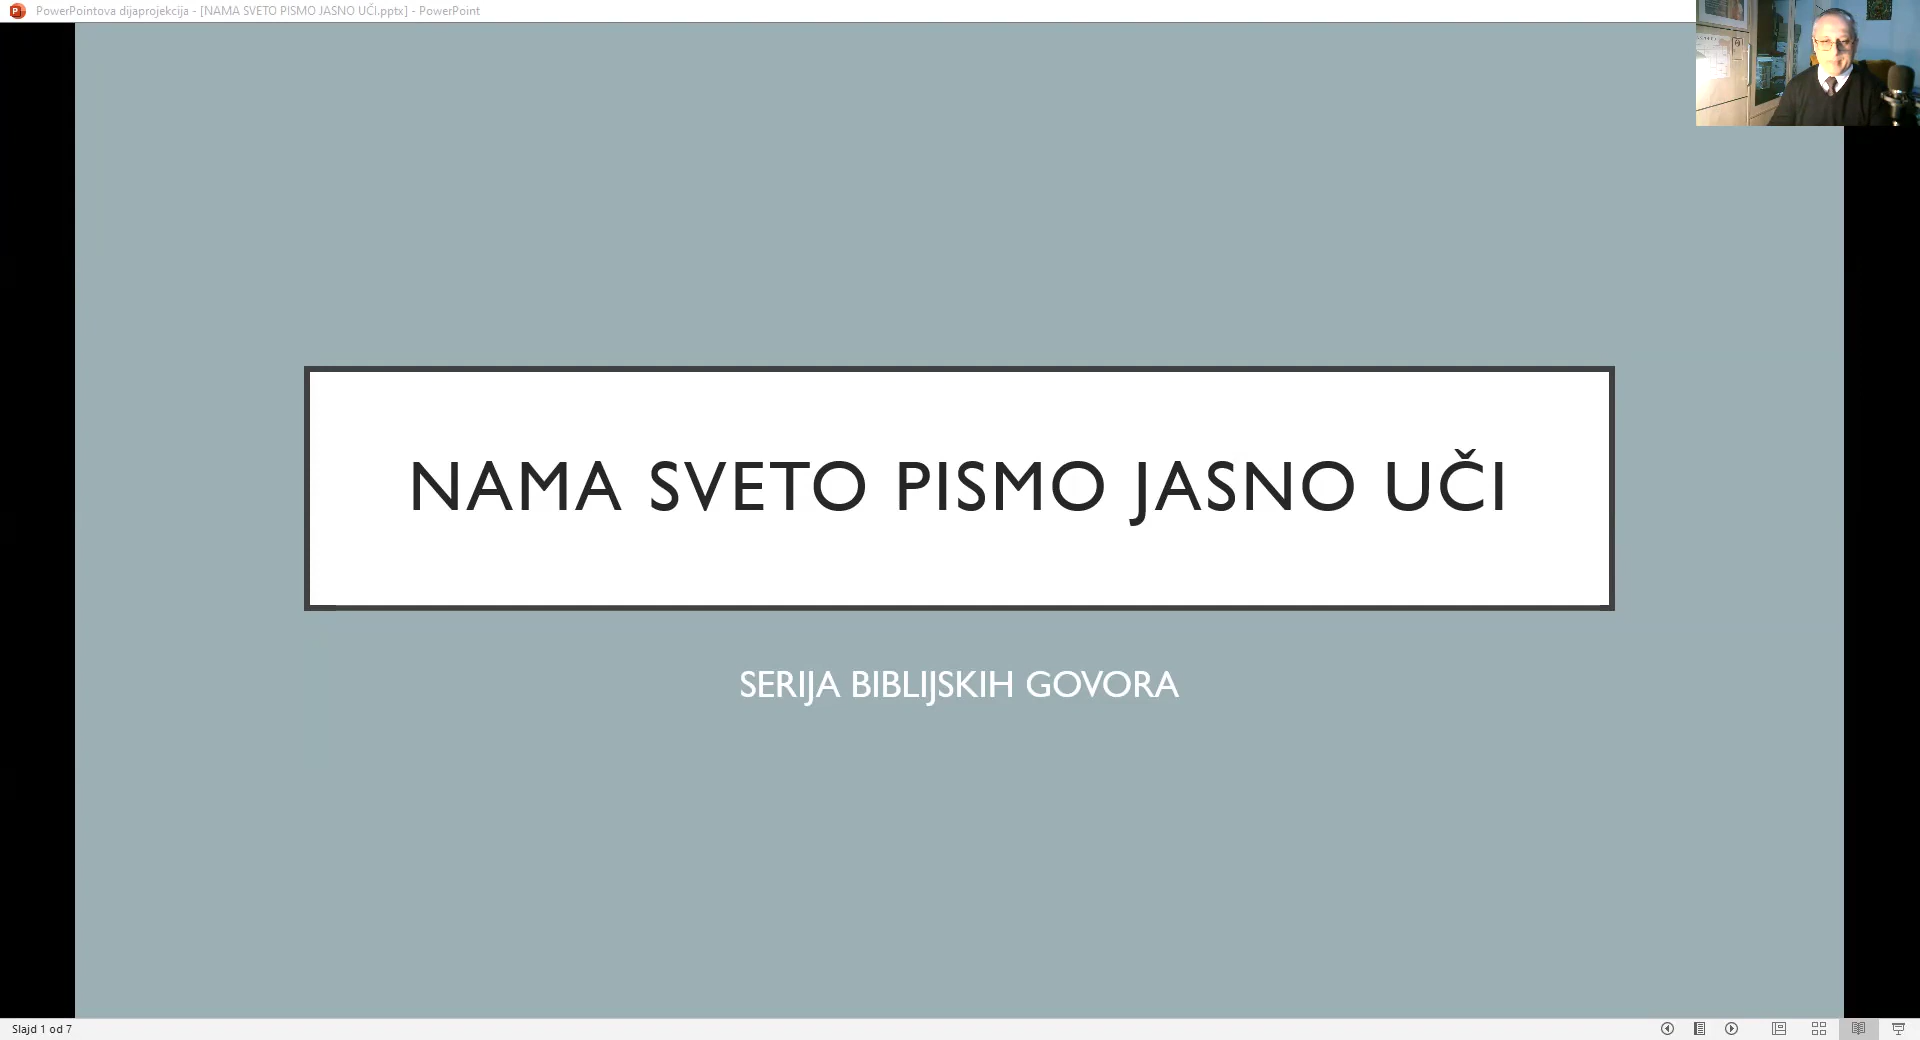 PowerPointova dijaprojekcija - [NAMA SVETO PISMO JASNO UČI.pptx] - PowerPoint
NAMA SVETO PISMO JASNO UČI
SERIJA BIBLIJSKIH GOVORA
Slajd 1 od 7